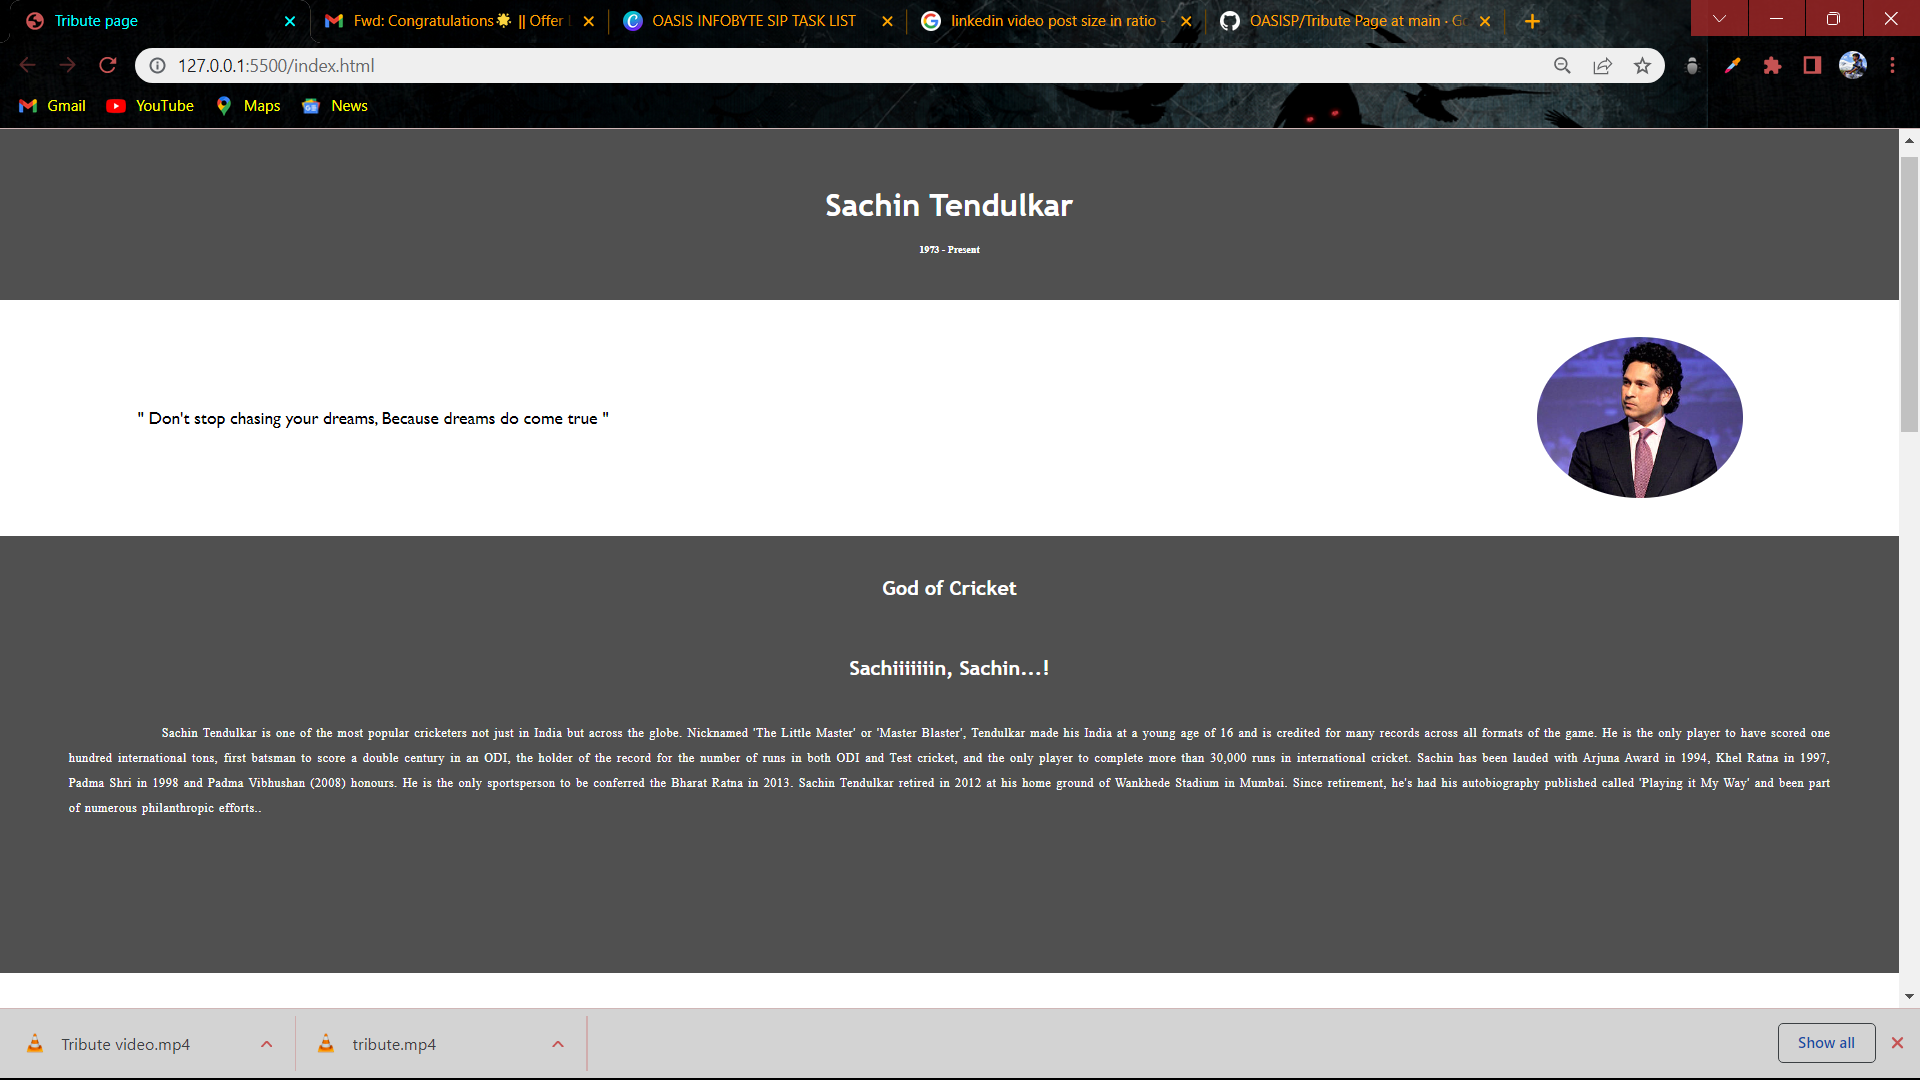 Tribute page
Fwd: Congratulations🌟 || Offer
OASIS INFOBYTE SIP TASK LIST
linkedin video post size in ratio
OASISP/Tribute Page at main · G
127.0.0.1:5500/index.html
Gmail
YouTube
Maps
News
Sachin Tendulkar
1973 - Present
" Don't stop chasing your dreams, Because dreams do come true "
God of Cricket
Sachiiiiiiin, Sachin...!
Sachin Tendulkar is one of the most popular cricketers not just in India but across the globe. Nicknamed 'The Little Master' or 'Master Blaster', Tendulkar made his India at a young age of 16 and is credited for many records across all formats of the game. He is the only player to have scored one
hundred international tons, first batsman to score a double century in an ODI, the holder of the record for the number of runs in both ODI and Test cricket, and the only player to complete more than 30,000 runs in international cricket. Sachin has been lauded with Arjuna Award in 1994, Khel Ratna in 1997,
Padma Shri in 1998 and Padma Vibhushan (2008) honours. He is the only sportsperson to be conferred the Bharat Ratna in 2013. Sachin Tendulkar retired in 2012 at his home ground of Wankhede Stadium in Mumbai. Since retirement, he's had his autobiography published called 'Playing it My Way' and been part
of numerous philanthropic efforts..
Tribute video.mp4
tribute.mp4
Show all